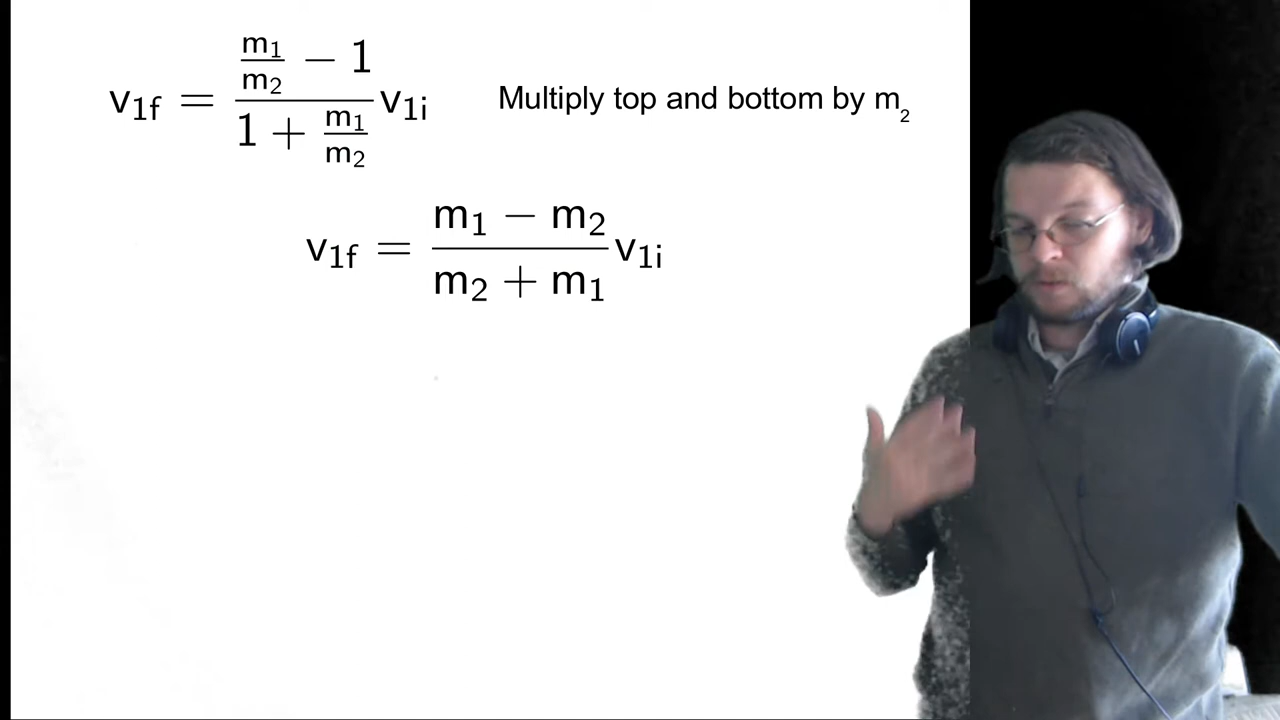 v1f = (m1/m2 − 1)/(1 + m1/m2) v1i Multiply top and bottom by m2
v1f = (m1 − m2)/(m2 + m1) v1i